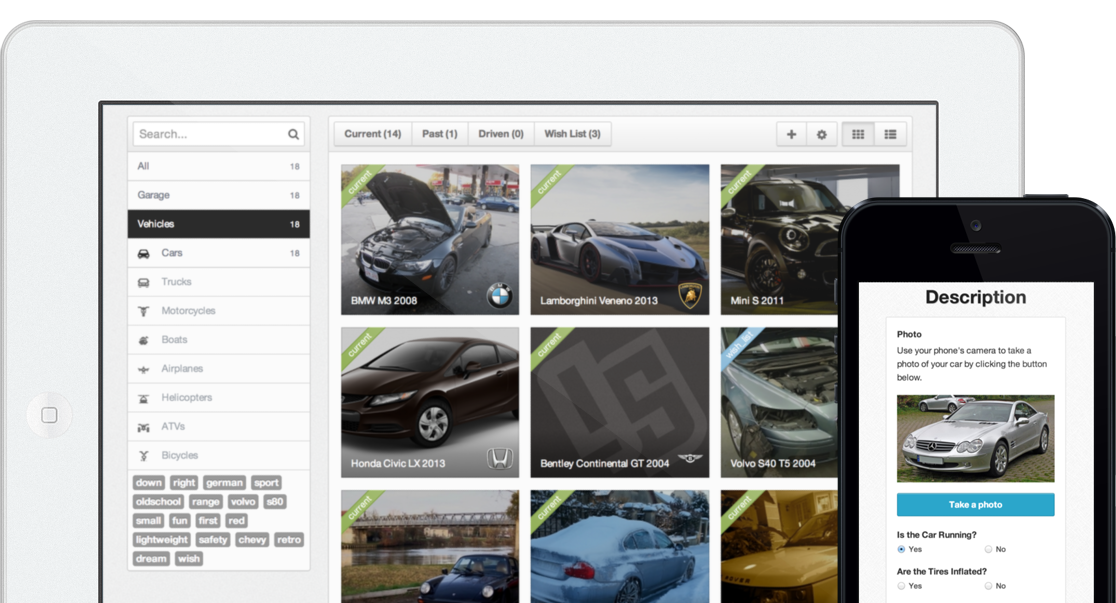 Search...
All 18
Garage 18
Vehicles 18
Cars 18
Trucks
Motorcycles
Boats
Airplanes
Helicopters
ATVs
Bicycles
down right german sport
oldschool range volvo s80
small fun first red
lightweight safety chevy retro
dream wish
Current (14) Past (1) Driven (0) Wish List (3)
current
BMW M3 2008
current
Lamborghini Veneno 2013
current
Mini S 2011
current
Honda Civic LX 2013
current
Bentley Continental GT 2004
wish list
Volvo S40 T5 2004
current
current
current
Description
Photo
Use your phone's camera to take a
photo of your car by clicking the button
below.
Take a photo
Is the Car Running?
Yes No
Are the Tires Inflated?
Yes No